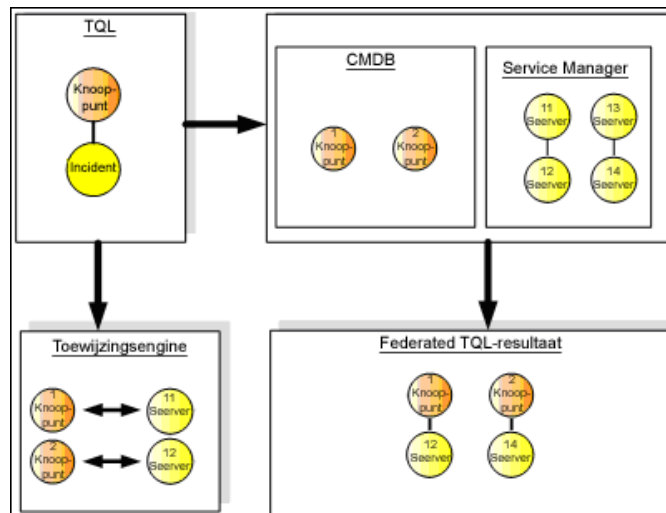 TQL
Knoop-
punt
Incident
CMDB
1
Knoop-
punt
2
Knoop-
punt
Service Manager
11
Seerver
13
Seerver
12
Seerver
14
Seerver
Toewijzingsengine
1
Knoop-
punt
11
Seerver
2
Knoop-
punt
12
Seerver
Federated TQL-resultaat
1
Knoop-
punt
2
Knoop-
punt
12
Seerver
14
Seerver